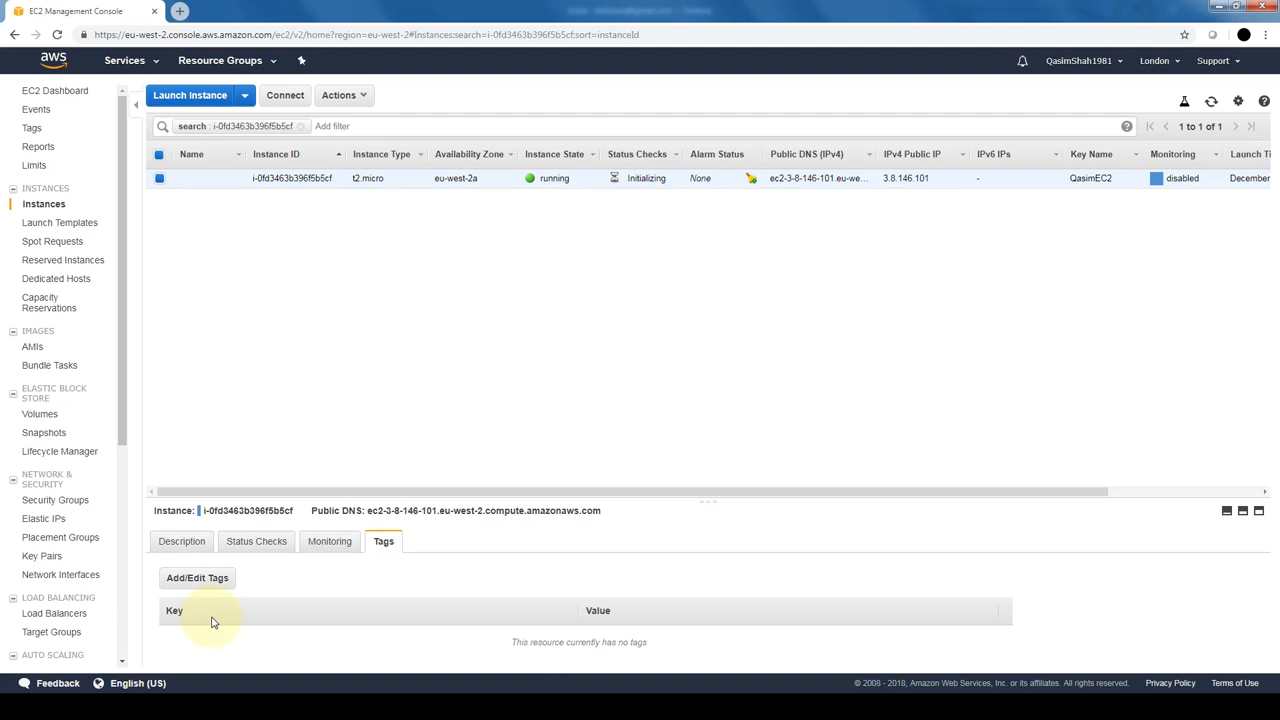 EC2 Management Console
https://eu-west-2.console.aws.amazon.com/ec2/v2/home?region=eu-west-2#Instances:search=i-0fd3463b396f5b5cf;sort=instanceId
aws Services Resource Groups QasimShah1981 London Support
EC2 Dashboard
Events
Tags
Reports
Limits
INSTANCES
Instances
Launch Templates
Spot Requests
Reserved Instances
Dedicated Hosts
Capacity
Reservations
IMAGES
AMIs
Bundle Tasks
ELASTIC BLOCK
STORE
Volumes
Snapshots
Lifecycle Manager
NETWORK &
SECURITY
Security Groups
Elastic IPs
Placement Groups
Key Pairs
Network Interfaces
LOAD BALANCING
Load Balancers
Target Groups
AUTO SCALING
Launch Instance Connect Actions
search : i-0fd3463b396f5b5cf Add filter 1 to 1 of 1
Name Instance ID Instance Type Availability Zone Instance State Status Checks Alarm Status Public DNS (IPv4) IPv4 Public IP IPv6 IPs Key Name Monitoring Launch Ti
i-0fd3463b396f5b5cf t2.micro eu-west-2a running Initializing None ec2-3-8-146-101.eu-we... 3.8.146.101 - QasimEC2 disabled December
Instance: i-0fd3463b396f5b5cf Public DNS: ec2-3-8-146-101.eu-west-2.compute.amazonaws.com
Description Status Checks Monitoring Tags
Add/Edit Tags
Key Value
This resource currently has no tags
Feedback English (US) © 2008 - 2018, Amazon Web Services, Inc. or its affiliates. All rights reserved. Privacy Policy Terms of Use